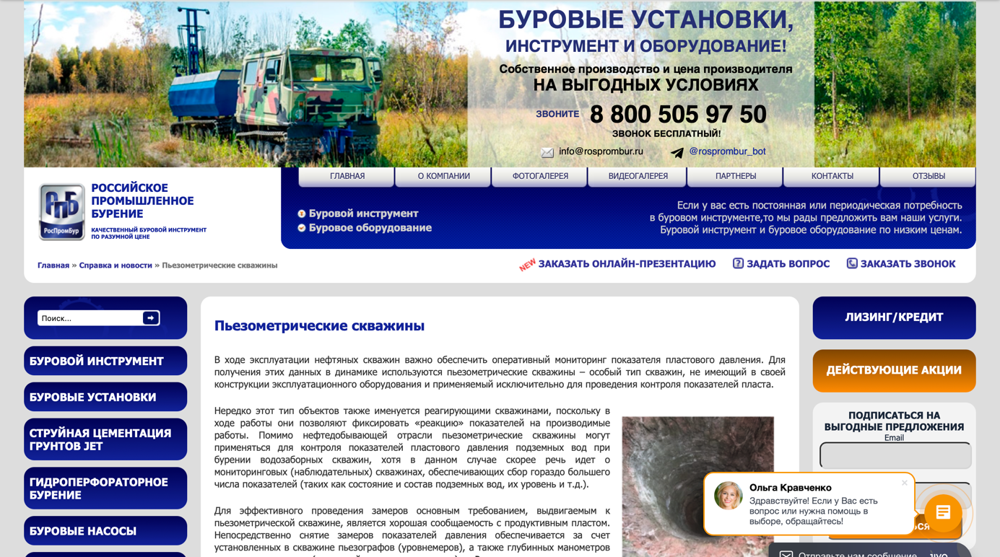 БУРОВЫЕ УСТАНОВКИ,
ИНСТРУМЕНТ И ОБОРУДОВАНИЕ!
Собственное производство и цена производителя
НА ВЫГОДНЫХ УСЛОВИЯХ
ЗВОНИТЕ 8 800 505 97 50
ЗВОНОК БЕСПЛАТНЫЙ!
info@rosprombur.ru @rosprombur_bot
ГЛАВНАЯ О КОМПАНИИ ФОТОГАЛЕРЕЯ ВИДЕОГАЛЕРЕЯ ПАРТНЕРЫ КОНТАКТЫ ОТЗЫВЫ
РПБ
РосПромБур
РОССИЙСКОЕ
ПРОМЫШЛЕННОЕ
БУРЕНИЕ
КАЧЕСТВЕННЫЙ БУРОВОЙ ИНСТРУМЕНТ
ПО РАЗУМНОЙ ЦЕНЕ
Буровой инструмент
Буровое оборудование
Если у вас есть постоянная или периодическая потребность
в буровом инструменте,то мы рады предложить вам наши услуги.
Буровой инструмент и буровое оборудование по низким ценам.
Главная » Справка и новости » Пьезометрические скважины
NEW ЗАКАЗАТЬ ОНЛАЙН-ПРЕЗЕНТАЦИЮ ? ЗАДАТЬ ВОПРОС ЗАКАЗАТЬ ЗВОНОК
Поиск...
БУРОВОЙ ИНСТРУМЕНТ
БУРОВЫЕ УСТАНОВКИ
СТРУЙНАЯ ЦЕМЕНТАЦИЯ
ГРУНТОВ JET
ГИДРОПЕРФОРАТОРНОЕ
БУРЕНИЕ
БУРОВЫЕ НАСОСЫ
Пьезометрические скважины
В ходе эксплуатации нефтяных скважин важно обеспечить оперативный мониторинг показателя пластового давления. Для
получения этих данных в динамике используются пьезометрические скважины – особый тип скважин, не имеющий в своей
конструкции эксплуатационного оборудования и применяемый исключительно для проведения контроля показателей пласта.
Нередко этот тип объектов также именуется реагирующими скважинами, поскольку в
ходе работы они позволяют фиксировать «реакцию» показателей на производимые
работы. Помимо нефтедобывающей отрасли пьезометрические скважины могут
применяться для контроля показателей пластового давления подземных вод при
бурении водозаборных скважин, хотя в данном случае скорее речь идет о
мониторинговых (наблюдательных) скважинах, обеспечивающих сбор гораздо большего
числа показателей (таких как состояние и состав подземных вод, их уровень и т.д.).
Для эффективного проведения замеров основным требованием, выдвигаемым к
пьезометрической скважине, является хорошая сообщаемость с продуктивным пластом.
Непосредственно снятие замеров показателей давления обеспечивается за счет
установленных в скважине пьезографов (уровнемеров), а также глубинных манометров
ЛИЗИНГ/КРЕДИТ
ДЕЙСТВУЮЩИЕ АКЦИИ
ПОДПИСАТЬСЯ НА
ВЫГОДНЫЕ ПРЕДЛОЖЕНИЯ
Email
Ольга Кравченко
Здравствуйте! Если у Вас есть
вопрос или нужна помощь в
выборе, обращайтесь!
Отправьте нам сообщение